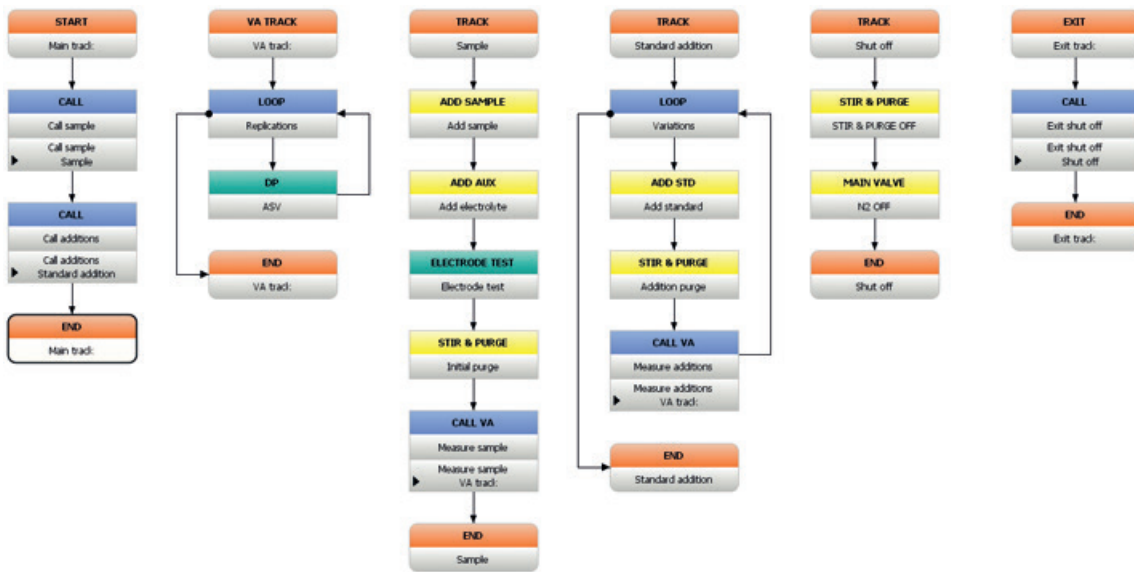 START
Main track:
CALL
Call sample
Call sample
Sample
CALL
Call additions
Call additions
Standard addition
END
Main track:
VA TRACK
VA track:
LOOP
Replications
DP
ASV
END
VA track:
TRACK
Sample
ADD SAMPLE
Add sample
ADD AUX
Add electrolyte
ELECTRODE TEST
Electrode test
STIR & PURGE
Initial purge
CALL VA
Measure sample
Measure sample
VA track:
END
Sample
TRACK
Standard addition
LOOP
Variations
ADD STD
Add standard
STIR & PURGE
Addition purge
CALL VA
Measure additions
Measure additions
VA track:
END
Standard addition
TRACK
Shut off
STIR & PURGE
STIR & PURGE OFF
MAIN VALVE
N2 OFF
END
Shut off
EXIT
Exit track:
CALL
Exit shut off
Exit shut off
Shut off
END
Exit track: